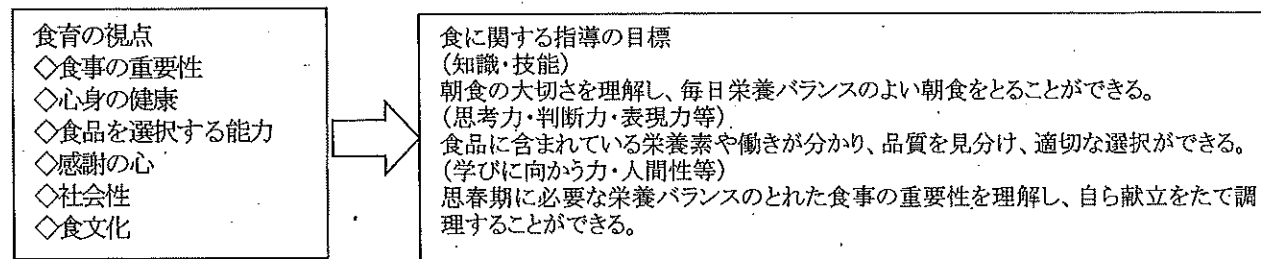 食育の視点
◇食事の重要性
◇心身の健康
◇食品を選択する能力
◇感謝の心
◇社会性
◇食文化
食に関する指導の目標
(知識・技能)
朝食の大切さを理解し、毎日栄養バランスのよい朝食をとることができる。
(思考力・判断力・表現力等)
食品に含まれている栄養素や働きが分かり、品質を見分け、適切な選択ができる。
(学びに向かう力・人間性等)
思春期に必要な栄養バランスのとれた食事の重要性を理解し、自ら献立をたて調
理することができる。